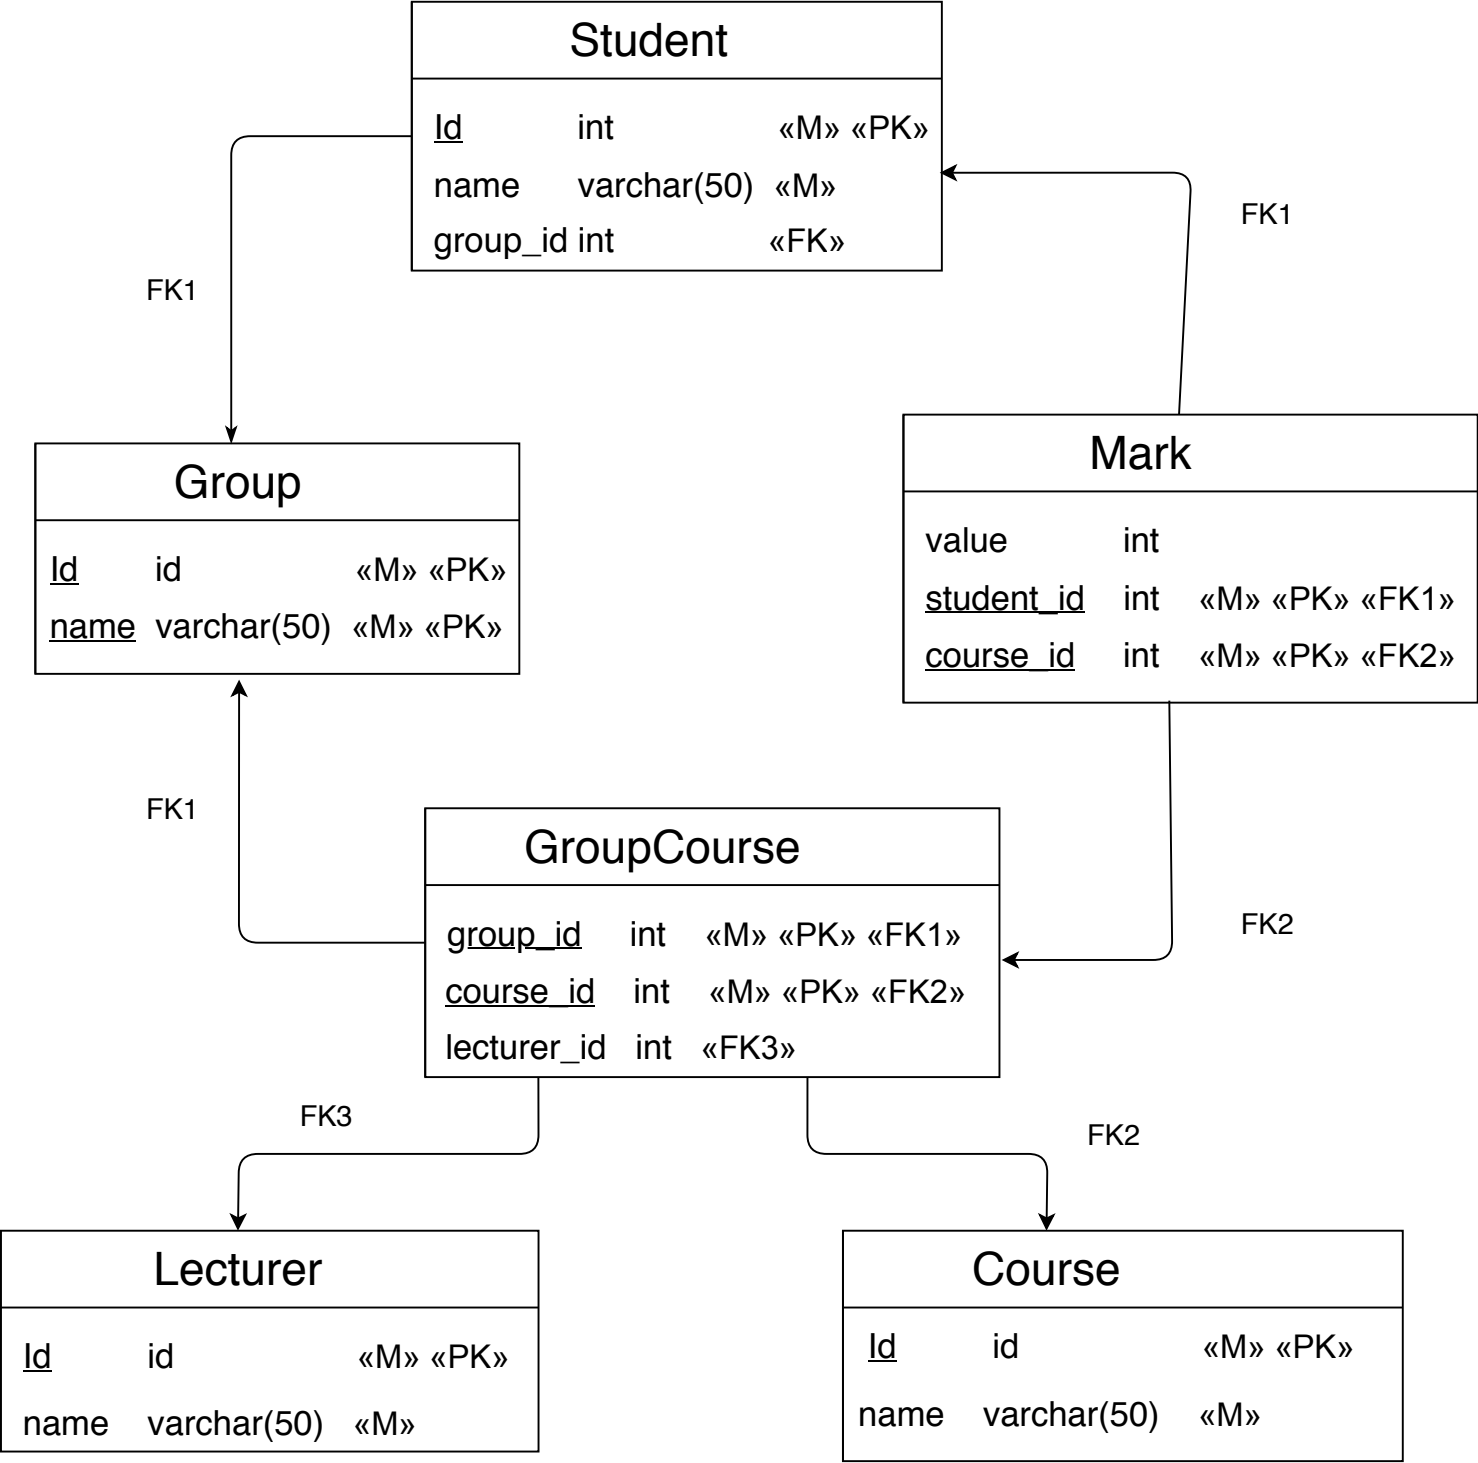 Student
Id int «M» «PK»
name varchar(50) «M»
group_id int «FK»
FK1
FK1
Group
Id id «M» «PK»
name varchar(50) «M» «PK»
Mark
value int
student_id int «M» «PK» «FK1»
course_id int «M» «PK» «FK2»
FK1
FK2
GroupCourse
group_id int «M» «PK» «FK1»
course_id int «M» «PK» «FK2»
lecturer_id int «FK3»
FK3
FK2
Lecturer
Id id «M» «PK»
name varchar(50) «M»
Course
Id id «M» «PK»
name varchar(50) «M»